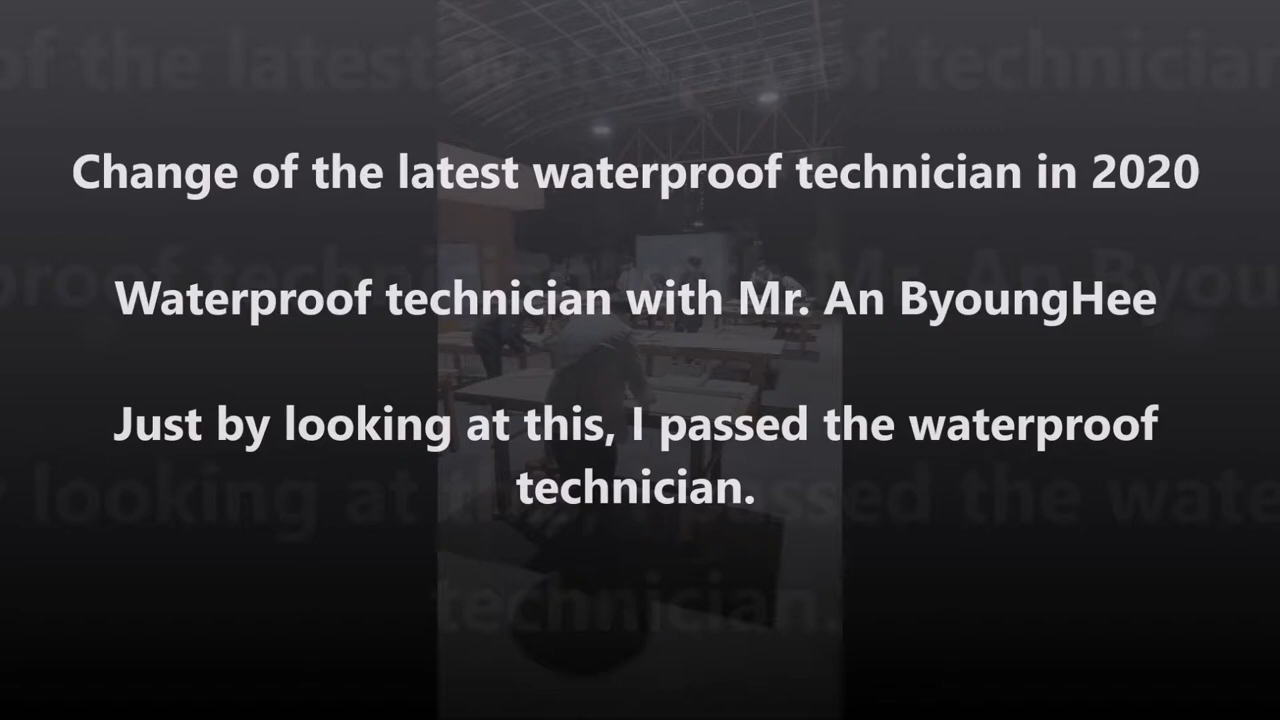 Change of the latest waterproof technician in 2020
Waterproof technician with Mr. An ByoungHee
Just by looking at this, I passed the waterproof
technician.